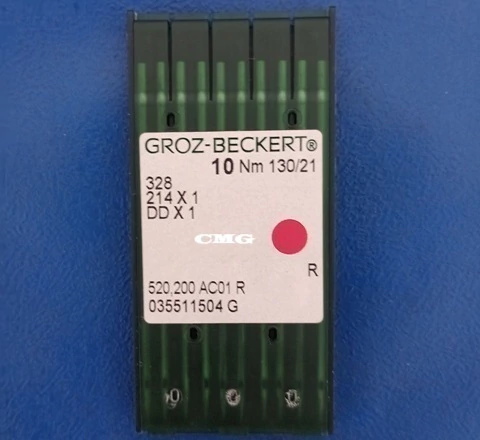 GROZ-BECKERT®
10 Nm 130/21
328
214 X 1
DD X 1
CMG
R
520,200 AC01 R
035511504 G